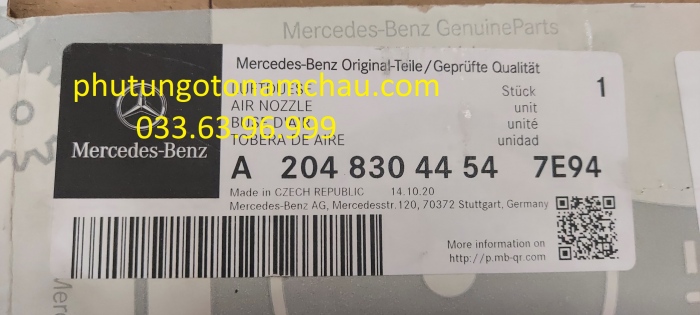 Mercedes-Benz GenuineParts
Mercedes-Benz Original-Teile/Geprüfte Qualität
phutungotonamchau.com
Stück 1
AIR NOZZLE unit
BUSE D'AIR unité
033.63.96.999
TOBERA DE AIRE unidad
Mercedes-Benz
A 204 830 44 54 7E94
Made in CZECH REPUBLIC 14.10.20
Mercedes-Benz AG, Mercedesstr.120, 70372 Stuttgart, Germany
More information on
http://p.mb-qr.com